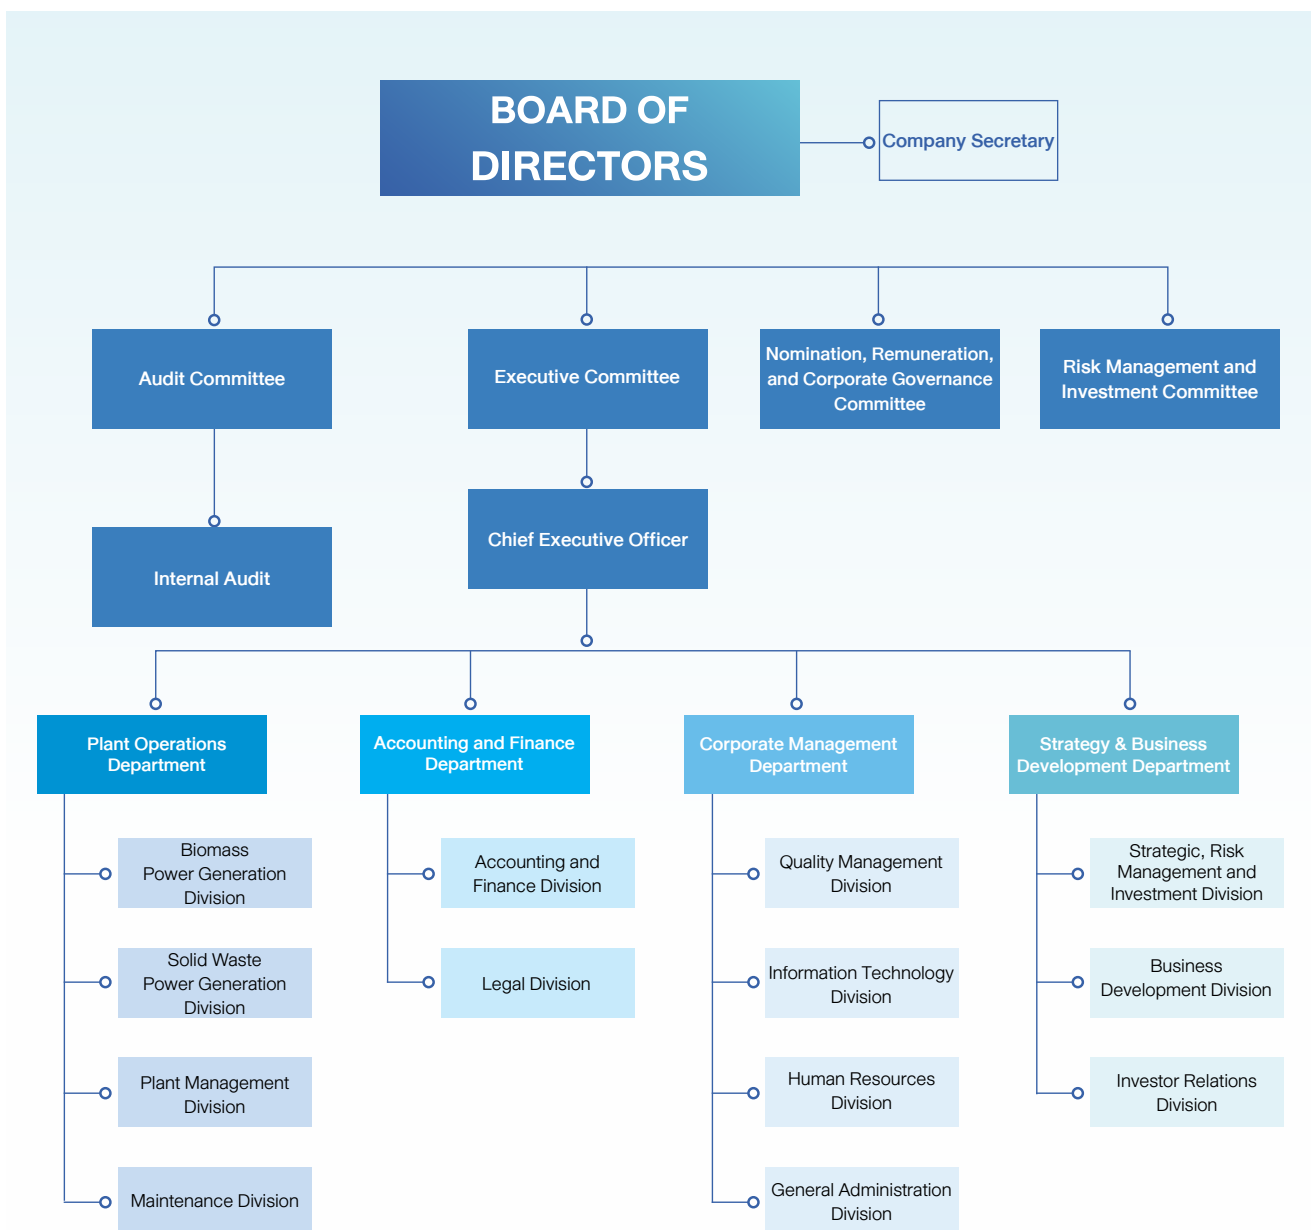 BOARD OF
DIRECTORS
Company Secretary
Audit Committee
Executive Committee
Nomination, Remuneration,
and Corporate Governance
Committee
Risk Management and
Investment Committee
Internal Audit
Chief Executive Officer
Plant Operations
Department
Accounting and Finance
Department
Corporate Management
Department
Strategy & Business
Development Department
Biomass
Power Generation
Division
Solid Waste
Power Generation
Division
Plant Management
Division
Maintenance Division
Accounting and
Finance Division
Legal Division
Quality Management
Division
Information Technology
Division
Human Resources
Division
General Administration
Division
Strategic, Risk
Management and
Investment Division
Business
Development Division
Investor Relations
Division